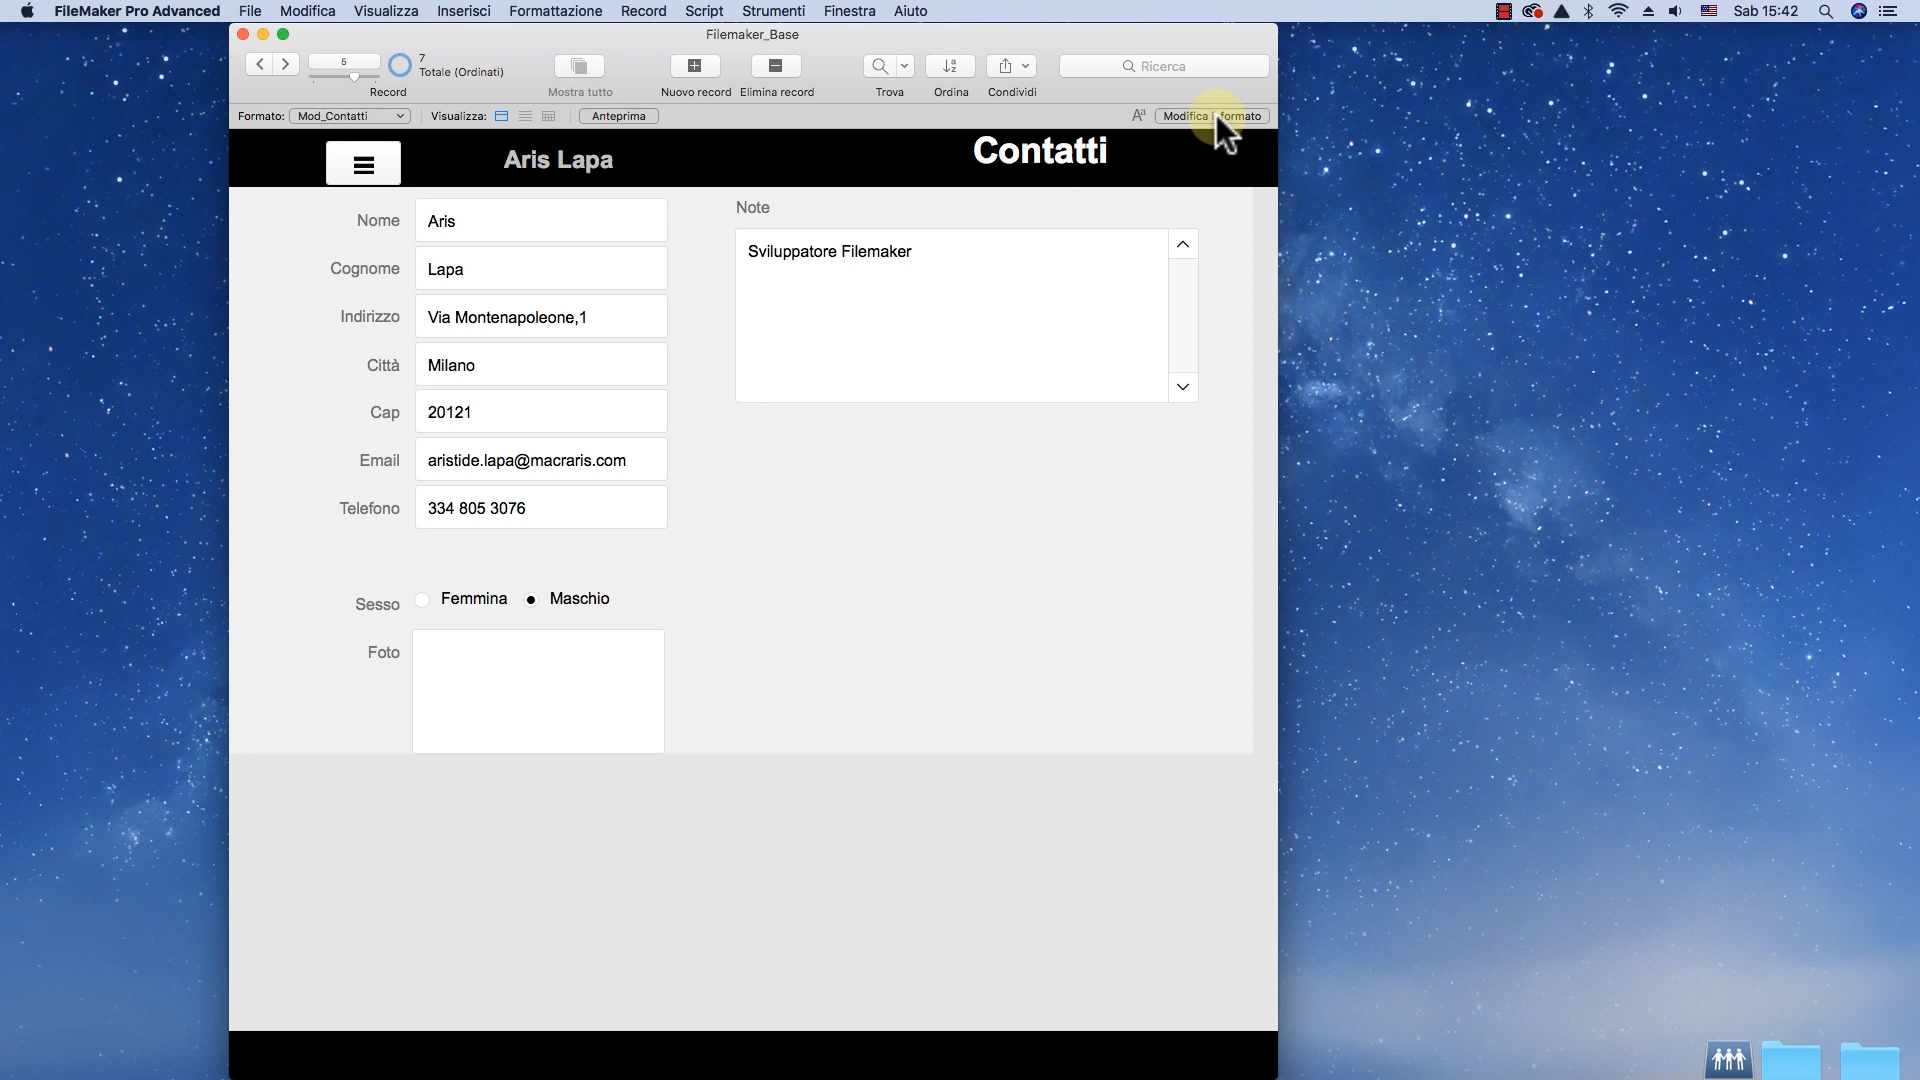 FileMaker Pro Advanced File Modifica Visualizza Inserisci Formattazione Record Script Strumenti Finestra Aiuto Sab 15:42
Filemaker_Base
5
7
Totale (Ordinati)
Record
Mostra tutto
Nuovo record
Elimina record
Trova
Ordina
Condividi
Ricerca
Formato: Mod_Contatti Visualizza: Anteprima Aª Modifica il formato
Aris Lapa
Contatti
Nome Aris
Cognome Lapa
Indirizzo Via Montenapoleone,1
Città Milano
Cap 20121
Email aristide.lapa@macraris.com
Telefono 334 805 3076
Sesso Femmina Maschio
Foto
Note
Sviluppatore Filemaker